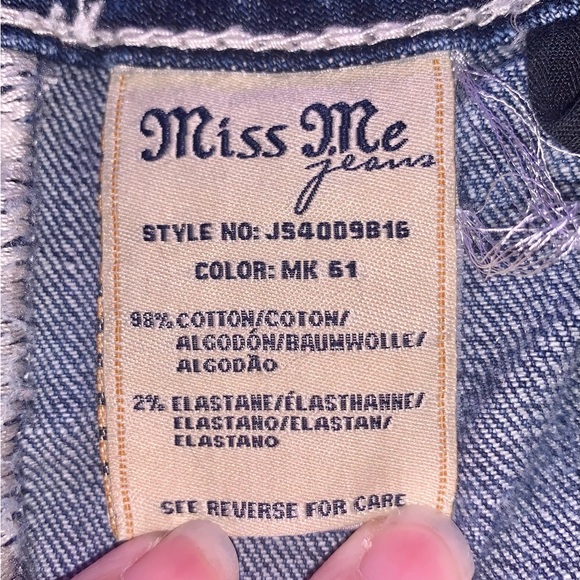 Miss Me
jeans
STYLE NO: JS40D9B16
COLOR: MK 61
98% COTTON/COTON/
ALGODÓN/BAUMWOLLE/
ALGODÃO
2% ELASTANE/ÉLASTHANNE/
ELASTANO/ELASTAN/
ELASTANO
SEE REVERSE FOR CARE